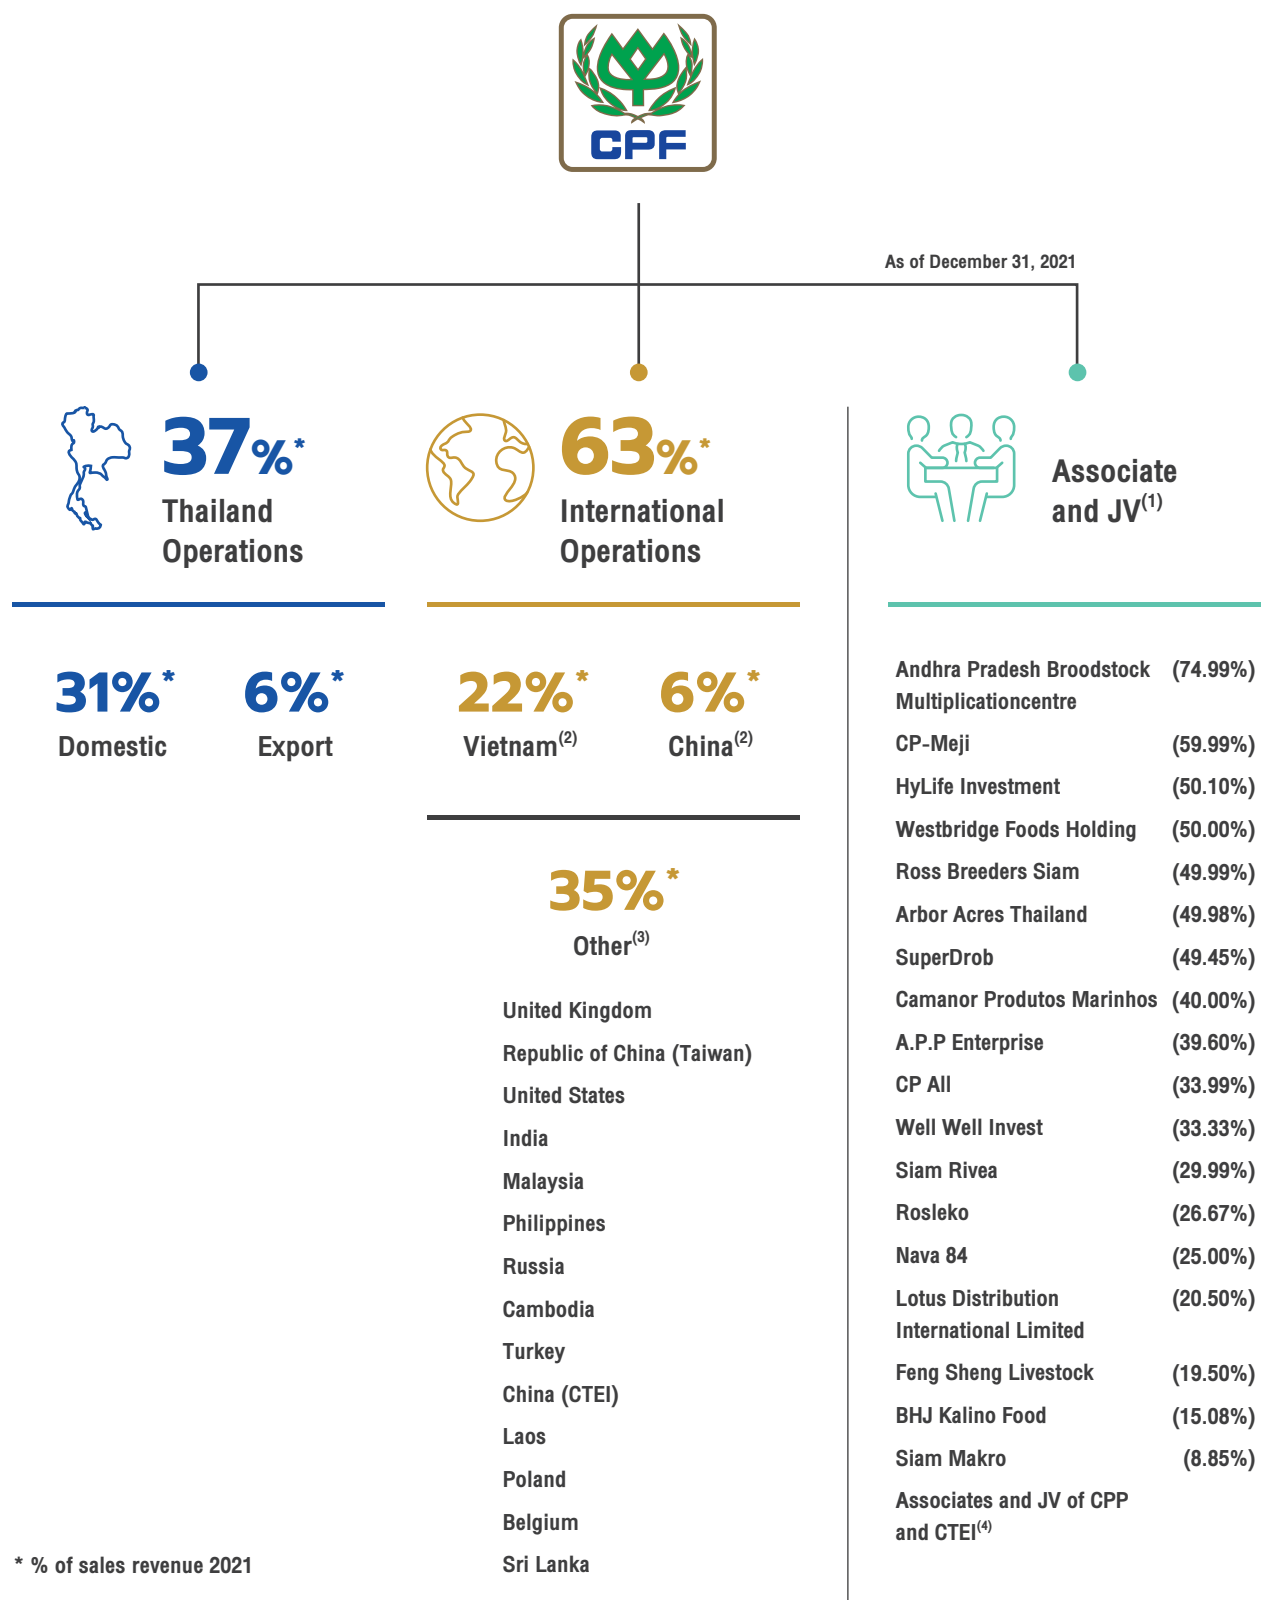 CPF
As of December 31, 2021
37%*
Thailand
Operations
31%*
Domestic
6%*
Export
63%*
International
Operations
22%*
Vietnam(2)
6%*
China(2)
35%*
Other(3)
United Kingdom
Republic of China (Taiwan)
United States
India
Malaysia
Philippines
Russia
Cambodia
Turkey
China (CTEI)
Laos
Poland
Belgium
Sri Lanka
Associate
and JV(1)
Andhra Pradesh Broodstock (74.99%)
Multiplicationcentre
CP-Meji (59.99%)
HyLife Investment (50.10%)
Westbridge Foods Holding (50.00%)
Ross Breeders Siam (49.99%)
Arbor Acres Thailand (49.98%)
SuperDrob (49.45%)
Camanor Produtos Marinhos (40.00%)
A.P.P Enterprise (39.60%)
CP All (33.99%)
Well Well Invest (33.33%)
Siam Rivea (29.99%)
Rosleko (26.67%)
Nava 84 (25.00%)
Lotus Distribution (20.50%)
International Limited
Feng Sheng Livestock (19.50%)
BHJ Kalino Food (15.08%)
Siam Makro (8.85%)
Associates and JV of CPP
and CTEI(4)
* % of sales revenue 2021